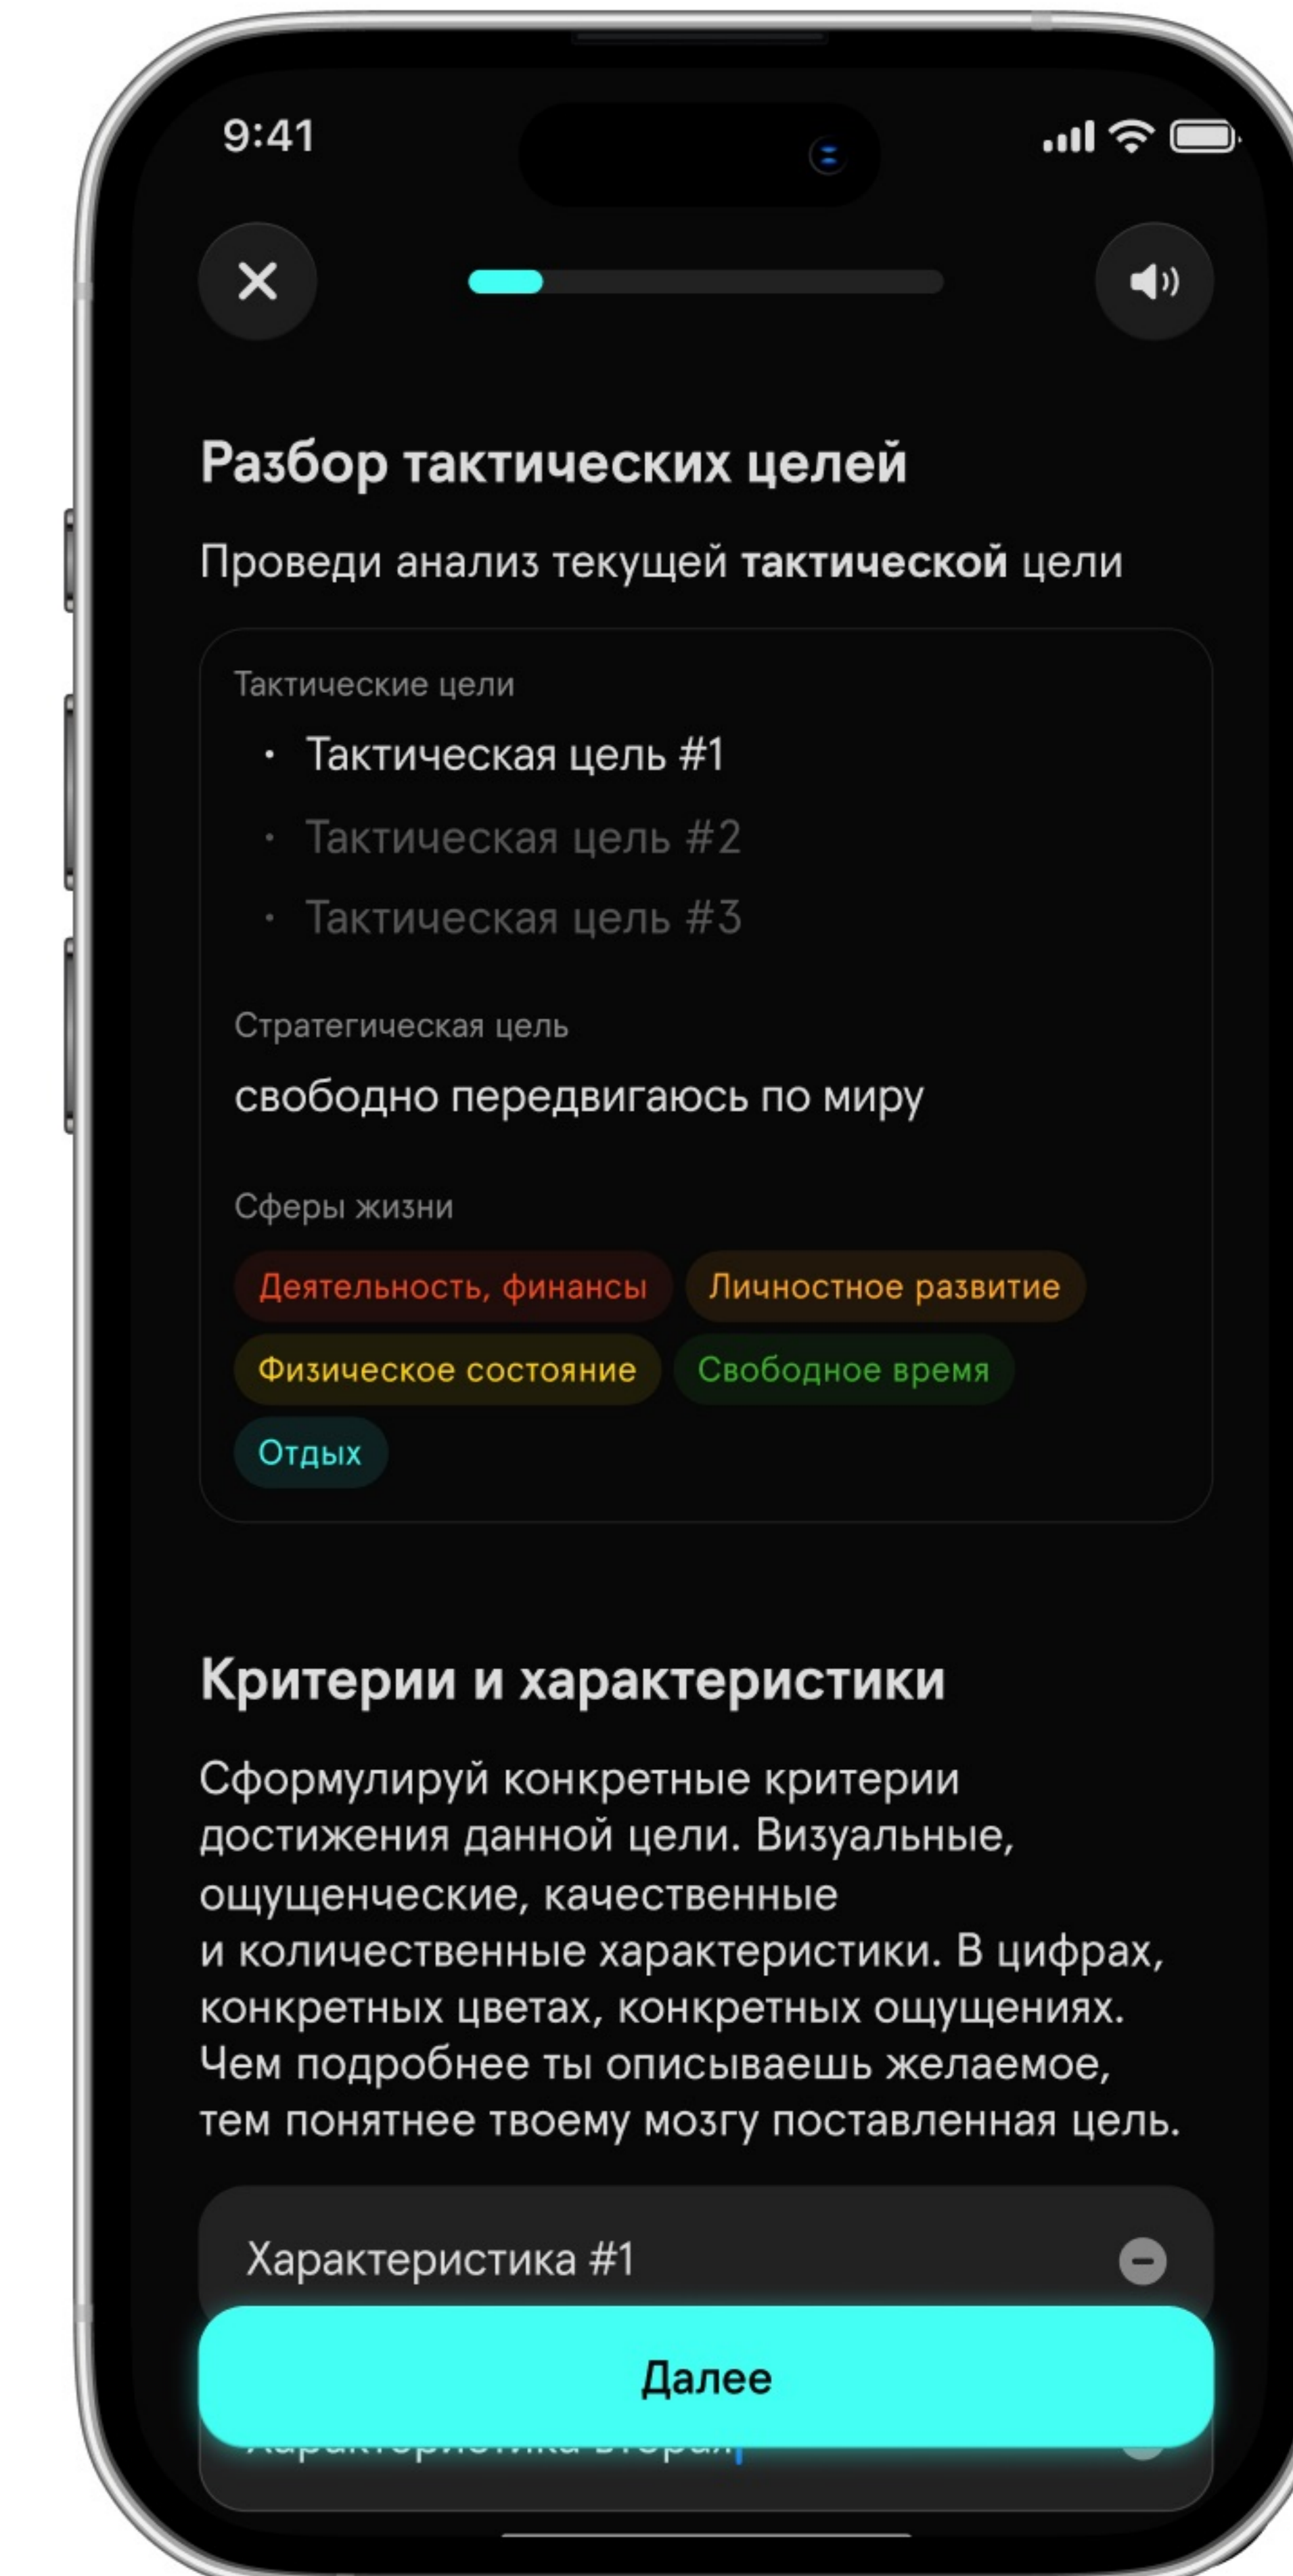 9:41
Разбор тактических целей
Проведи анализ текущей тактической цели
Тактические цели
• Тактическая цель #1
• Тактическая цель #2
• Тактическая цель #3
Стратегическая цель
свободно передвигаюсь по миру
Сферы жизни
Деятельность, финансы Личностное развитие
Физическое состояние Свободное время
Отдых
Критерии и характеристики
Сформулируй конкретные критерии
достижения данной цели. Визуальные,
ощущенческие, качественные
и количественные характеристики. В цифрах,
конкретных цветах, конкретных ощущениях.
Чем подробнее ты описываешь желаемое,
тем понятнее твоему мозгу поставленная цель.
Характеристика #1
Далее
Характеристика вторая